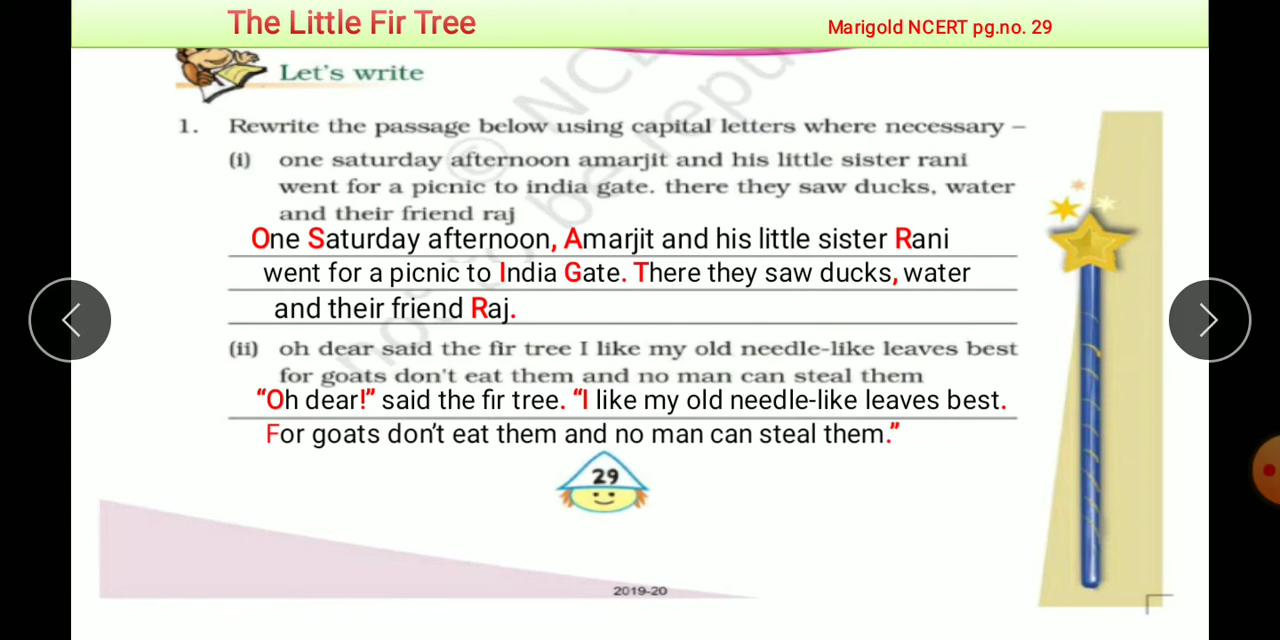 The Little Fir Tree
Marigold NCERT pg.no. 29
Let's write
1. Rewrite the passage below using capital letters where necessary –
(i) one saturday afternoon amarjit and his little sister rani
went for a picnic to india gate. there they saw ducks, water
and their friend raj
One Saturday afternoon, Amarjit and his little sister Rani
went for a picnic to India Gate. There they saw ducks, water
and their friend Raj.
(ii) oh dear said the fir tree I like my old needle-like leaves best
for goats don't eat them and no man can steal them
“Oh dear!” said the fir tree. “I like my old needle-like leaves best.
For goats don’t eat them and no man can steal them.”
29
2019-20